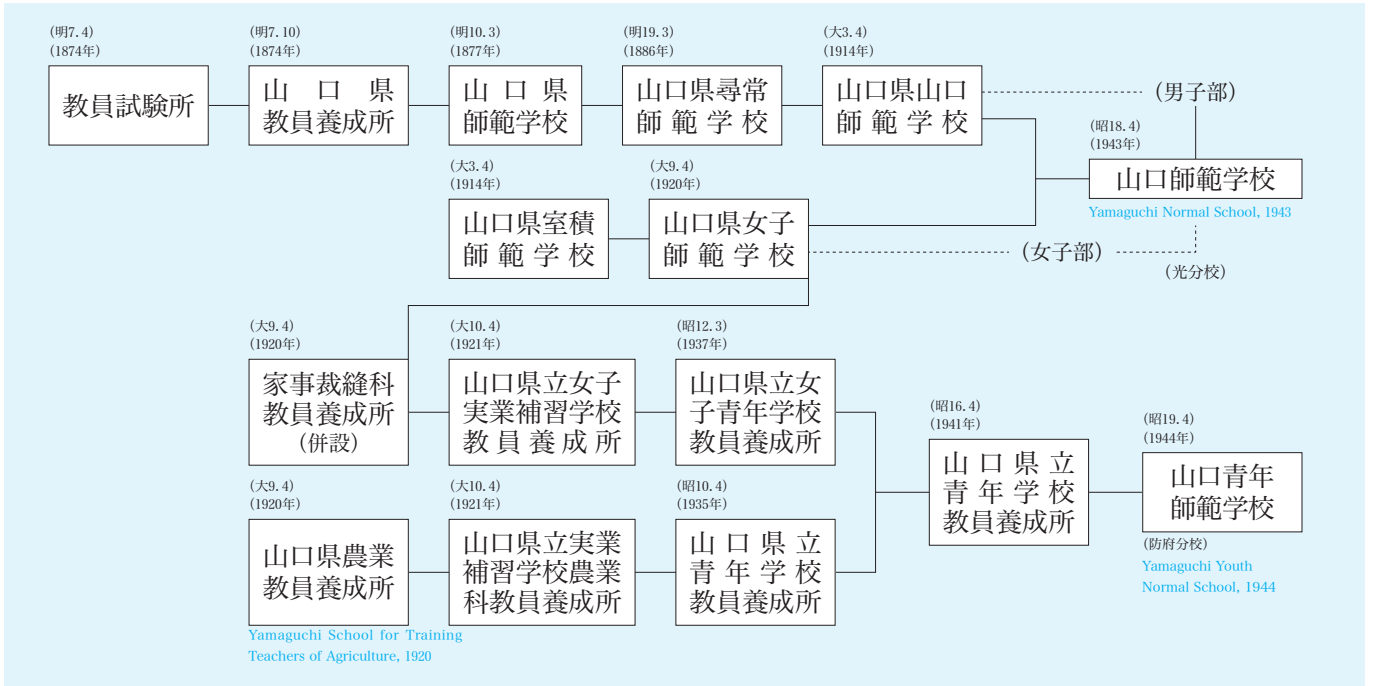 (明7.4)
(1874年)
教員試験所
(明7.10)
(1874年)
山口県
教員養成所
(明10.3)
(1877年)
山口県
師範学校
(明19.3)
(1886年)
山口県尋常
師範学校
(大3.4)
(1914年)
山口県山口
師範学校
(男子部)
(昭18.4)
(1943年)
山口師範学校
Yamaguchi Normal School, 1943
(大3.4)
(1914年)
山口県室積
師範学校
(大9.4)
(1920年)
山口県女子
師範学校
(女子部)
(光分校)
(大9.4)
(1920年)
家事裁縫科
教員養成所
(併設)
(大10.4)
(1921年)
山口県立女子
実業補習学校
教員養成所
(昭12.3)
(1937年)
山口県立女
子青年学校
教員養成所
(昭16.4)
(1941年)
山口県立
青年学校
教員養成所
(昭19.4)
(1944年)
山口青年
師範学校
(防府分校)
Yamaguchi Youth
Normal School, 1944
(大9.4)
(1920年)
山口県農業
教員養成所
Yamaguchi School for Training
Teachers of Agriculture, 1920
(大10.4)
(1921年)
山口県立実業
補習学校農業
科教員養成所
(昭10.4)
(1935年)
山口県立
青年学校
教員養成所